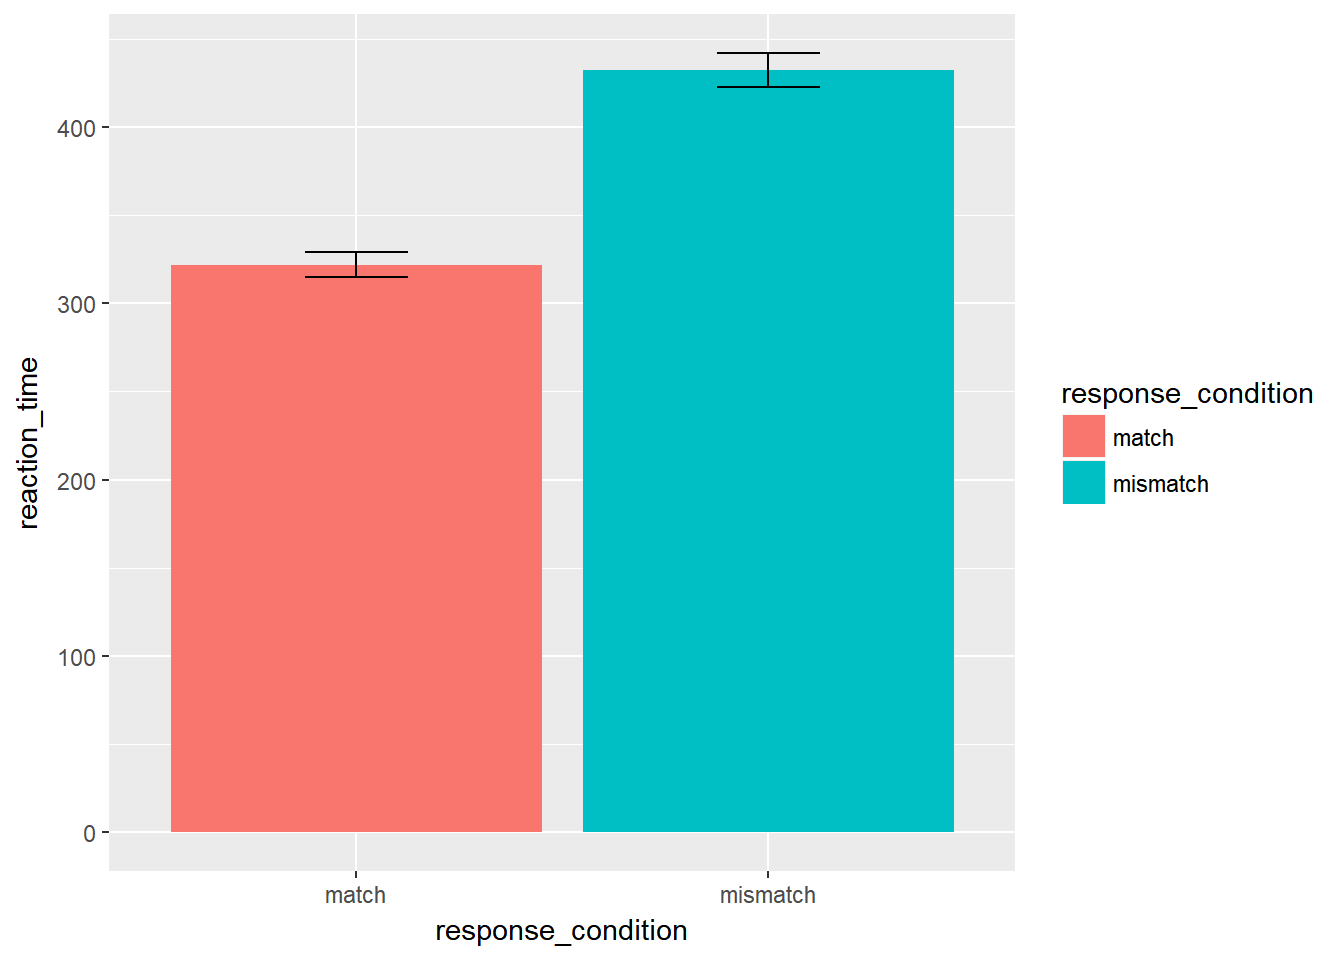 400
300
200
100
0
reaction_time
match
mismatch
response_condition
response_condition
match
mismatch